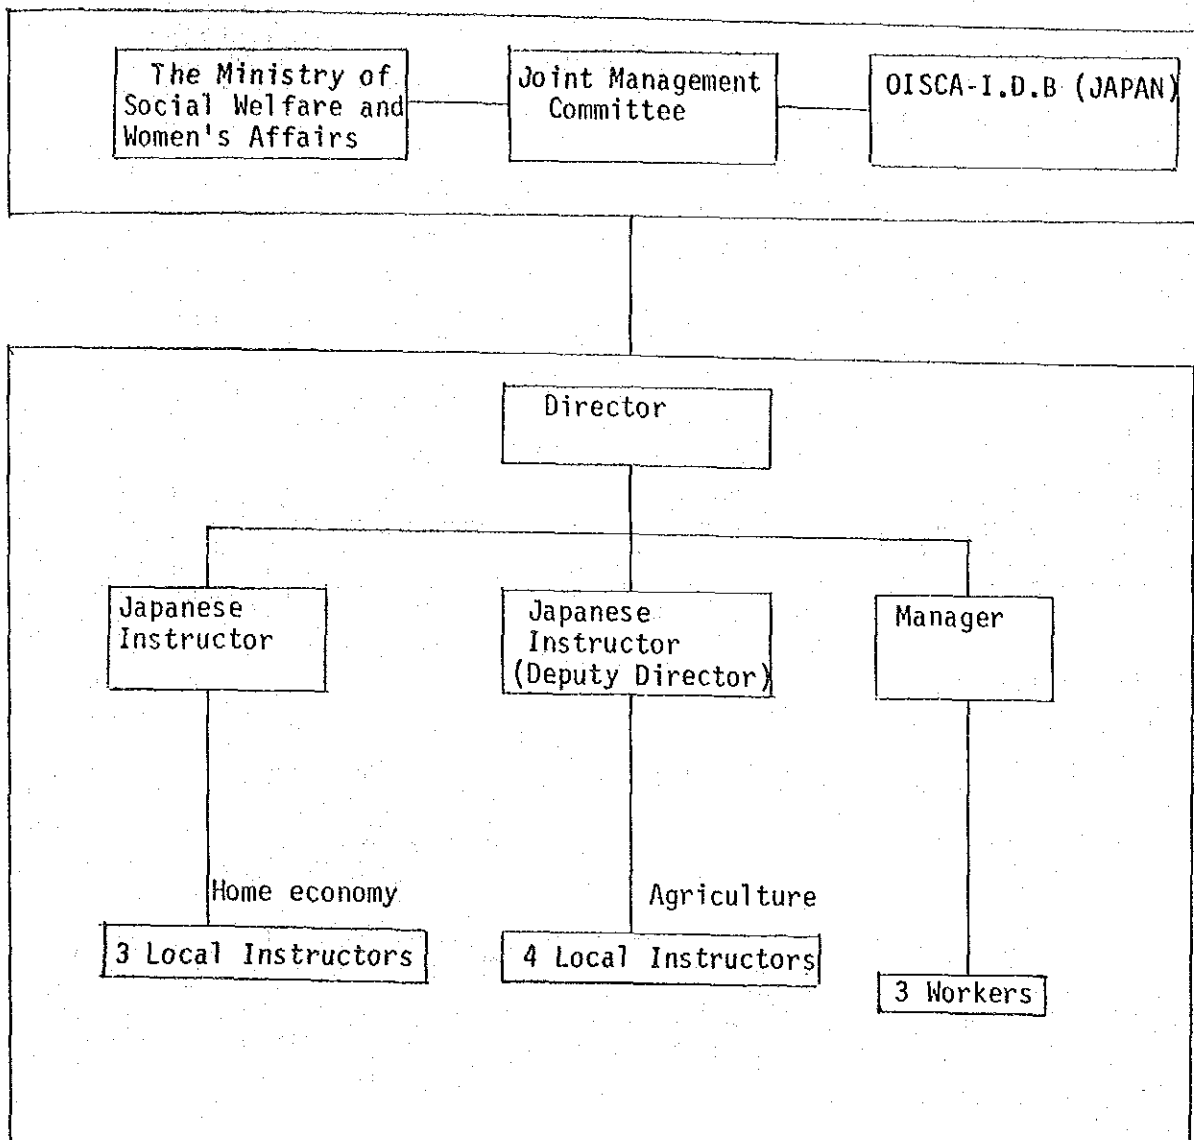 The Ministry of
Social Welfare and
Women's Affairs
Joint Management
Committee
OISCA-I.D.B (JAPAN)
Director
Japanese
Instructor
Japanese
Instructor
(Deputy Director)
Manager
Home economy
3 Local Instructors
Agriculture
4 Local Instructors
3 Workers